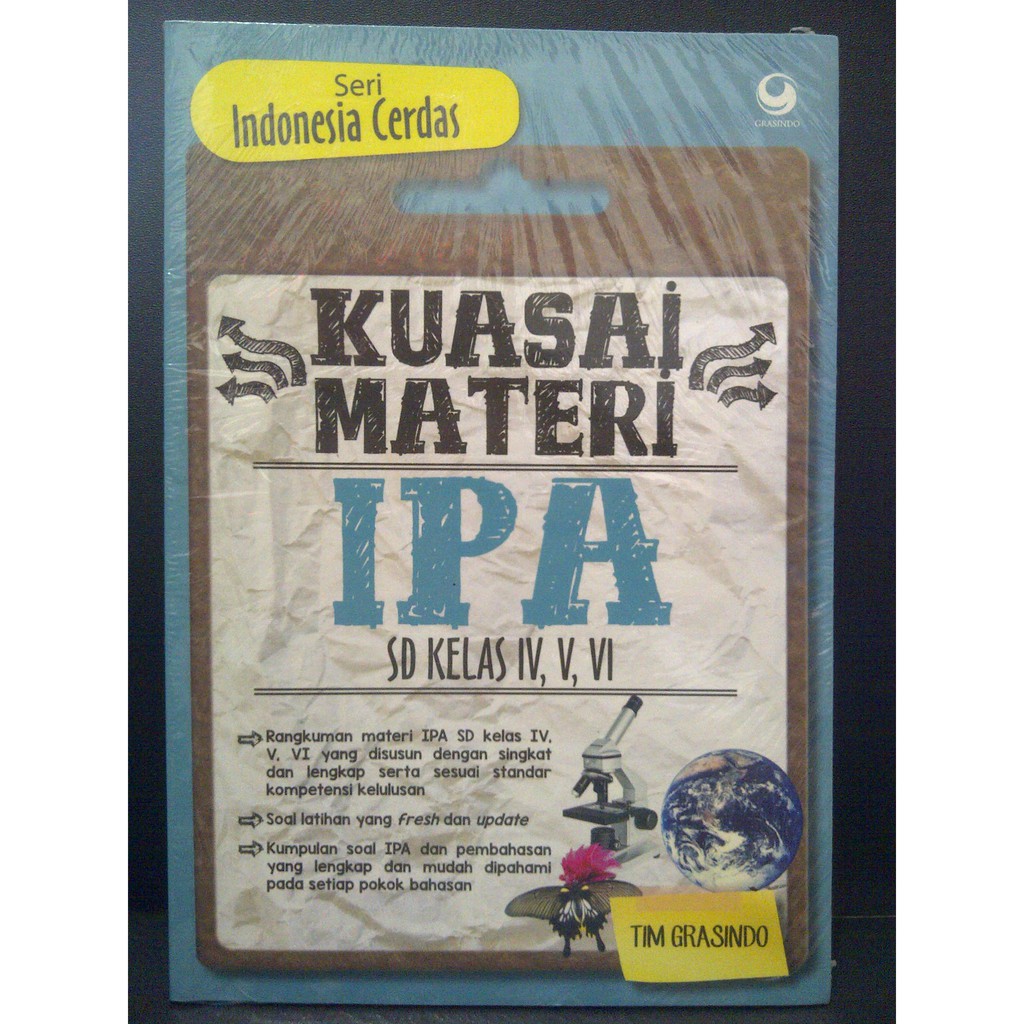 Seri
Indonesia Cerdas
GRASINDO
KUASAi
MATERi
IPA
SD KELAS IV, V, VI
Rangkuman materi IPA SD kelas IV,
V, VI yang disusun dengan singkat
dan lengkap serta sesuai standar
kompetensi kelulusan
Soal latihan yang fresh dan update
Kumpulan soal IPA dan pembahasan
yang lengkap dan mudah dipahami
pada setiap pokok bahasan
TIM GRASINDO